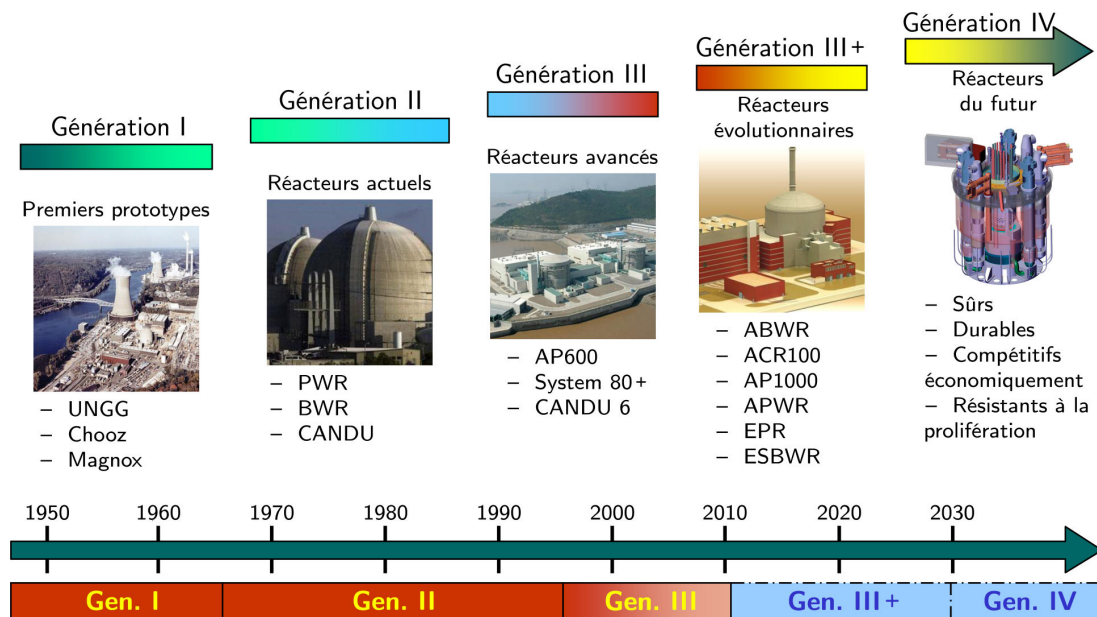 Génération I
Premiers prototypes
– UNGG
– Chooz
– Magnox
Génération II
Réacteurs actuels
– PWR
– BWR
– CANDU
Génération III
Réacteurs avancés
– AP600
– System 80+
– CANDU 6
Génération III+
Réacteurs
évolutionnaires
– ABWR
– ACR100
– AP1000
– APWR
– EPR
– ESBWR
Génération IV
Réacteurs
du futur
– Sûrs
– Durables
– Compétitifs
économiquement
– Résistants à la
prolifération
1950 1960 1970 1980 1990 2000 2010 2020 2030
Gen. I Gen. II Gen. III Gen. III+ Gen. IV